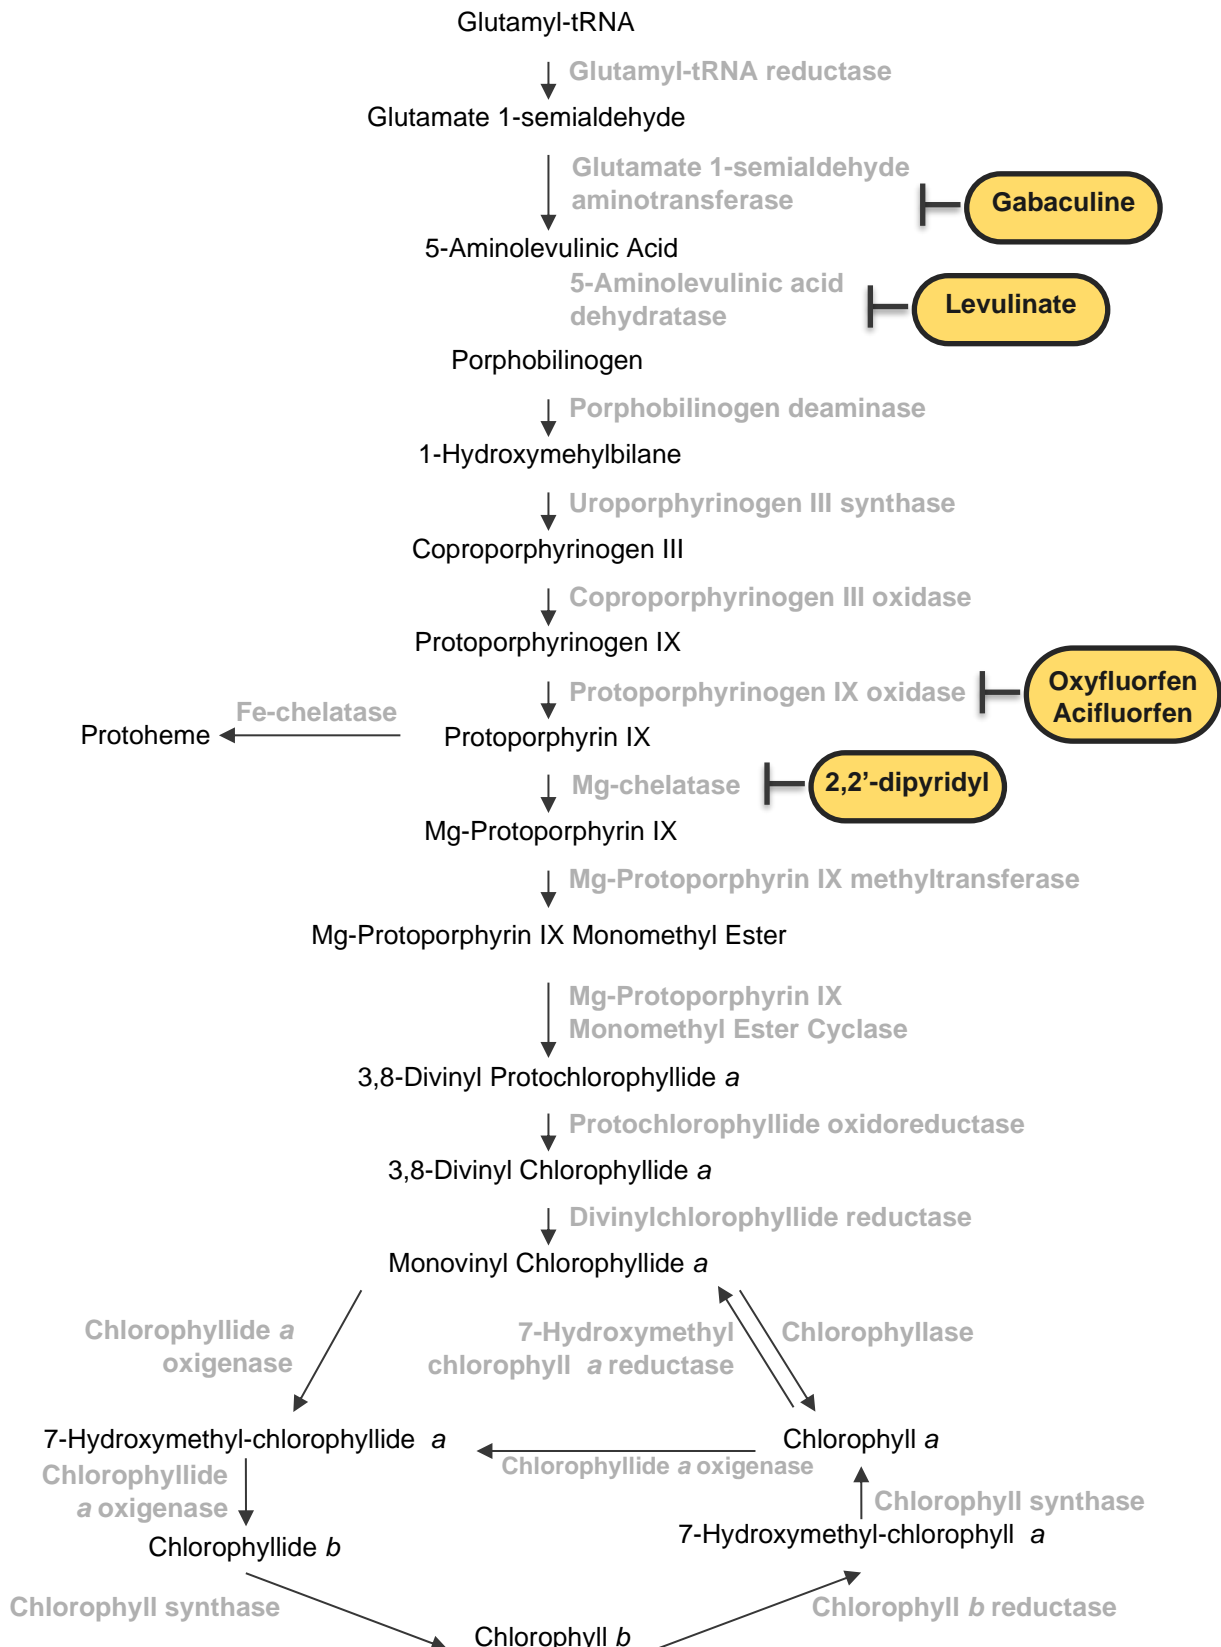 Glutamyl-tRNA
Glutamyl-tRNA reductase
Glutamate 1-semialdehyde
Glutamate 1-semialdehyde
aminotransferase
Gabaculine
5-Aminolevulinic Acid
5-Aminolevulinic acid
dehydratase
Levulinate
Porphobilinogen
Porphobilinogen deaminase
1-Hydroxymehylbilane
Uroporphyrinogen III synthase
Coproporphyrinogen III
Coproporphyrinogen III oxidase
Protoporphyrinogen IX
Protoporphyrinogen IX oxidase
Oxyfluorfen
Acifluorfen
Fe-chelatase
Protoheme
Protoporphyrin IX
Mg-chelatase
2,2’-dipyridyl
Mg-Protoporphyrin IX
Mg-Protoporphyrin IX methyltransferase
Mg-Protoporphyrin IX Monomethyl Ester
Mg-Protoporphyrin IX
Monomethyl Ester Cyclase
3,8-Divinyl Protochlorophyllide a
Protochlorophyllide oxidoreductase
3,8-Divinyl Chlorophyllide a
Divinylchlorophyllide reductase
Monovinyl Chlorophyllide a
Chlorophyllide a
oxigenase
7-Hydroxymethyl
chlorophyll a reductase
Chlorophyllase
7-Hydroxymethyl-chlorophyllide a
Chlorophyll a
Chlorophyllide a oxigenase
Chlorophyllide
a oxigenase
Chlorophyll synthase
7-Hydroxymethyl-chlorophyll a
Chlorophyllide b
Chlorophyll synthase
Chlorophyll b reductase
Chlorophyll b